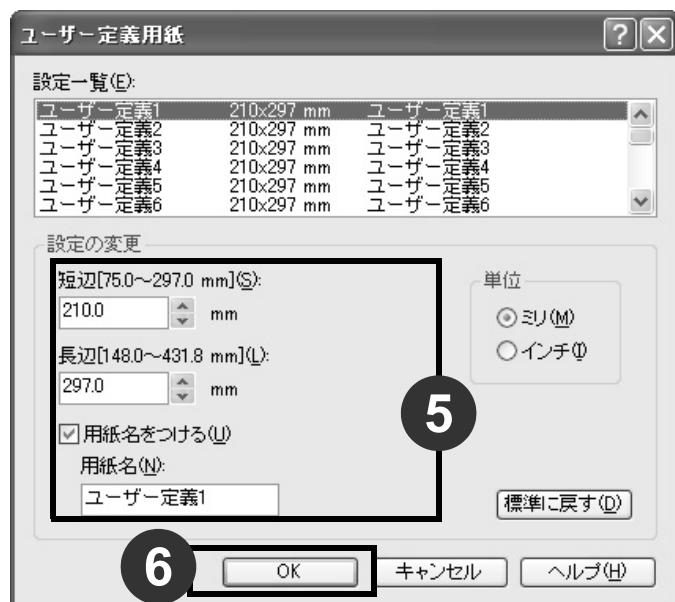 ユーザー定義用紙
設定一覧(E):
ユーザー定義1 210x297 mm ユーザー定義1
ユーザー定義2 210x297 mm ユーザー定義2
ユーザー定義3 210x297 mm ユーザー定義3
ユーザー定義4 210x297 mm ユーザー定義4
ユーザー定義5 210x297 mm ユーザー定義5
ユーザー定義6 210x297 mm ユーザー定義6
設定の変更
短辺[75.0～297.0 mm](S):
210.0 mm
長辺[148.0～431.8 mm](L):
297.0 mm
用紙名をつける(U)
用紙名(N):
ユーザー定義1
単位
ミリ(M)
インチ(I)
5
標準に戻す(D)
6
OK キャンセル ヘルプ(H)